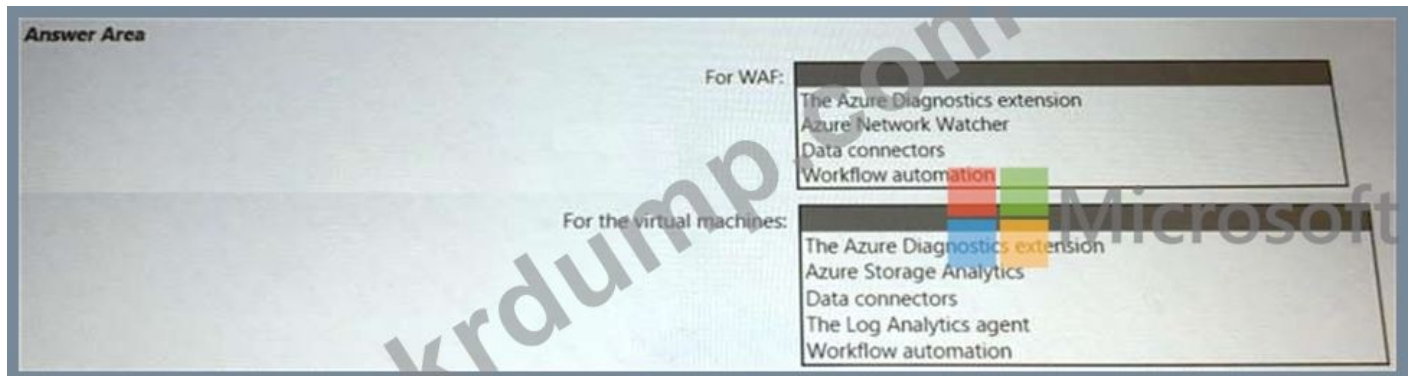 Answer Area
For WAF:
The Azure Diagnostics extension
Azure Network Watcher
Data connectors
Workflow automation
For the virtual machines:
The Azure Diagnostics extension
Azure Storage Analytics
Data connectors
The Log Analytics agent
Workflow automation
Microsoft
krdump.com